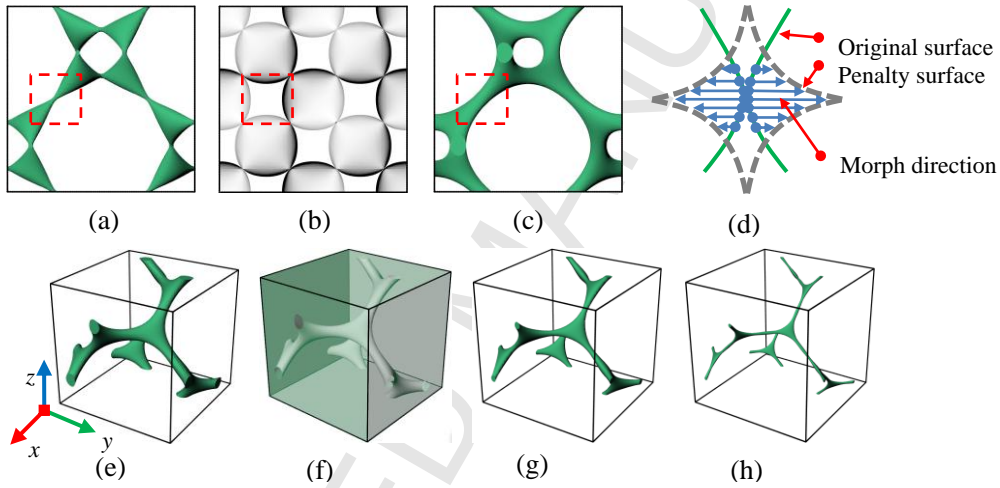 Original surface
Penalty surface
Morph direction
(a)
(b)
(c)
(d)
z
x
y
(e)
(f)
(g)
(h)